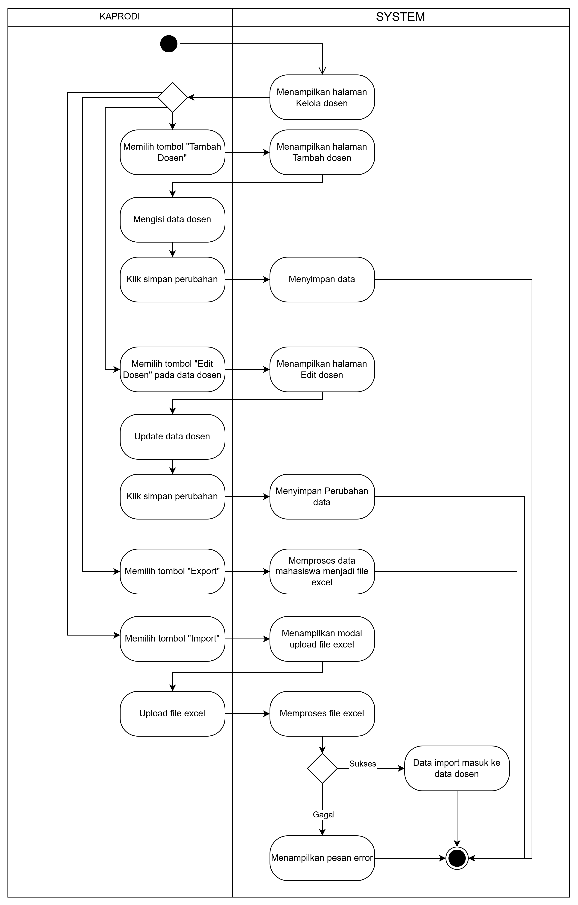 KAPRODI
SYSTEM
Menampilkan halaman
Kelola dosen
Memilih tombol "Tambah
Dosen"
Menampilkan halaman
Tambah dosen
Mengisi data dosen
Klik simpan perubahan
Menyimpan data
Memilih tombol "Edit
Dosen" pada data dosen
Menampilkan halaman
Edit dosen
Update data dosen
Klik simpan perubahan
Menyimpan Perubahan
data
Memilih tombol "Export"
Memproses data
mahasiswa menjadi file
excel
Memilih tombol "Import"
Menampilkan modal
upload file excel
Upload file excel
Memproses file excel
Sukses
Data import masuk ke
data dosen
Gagal
Menampilkan pesan error